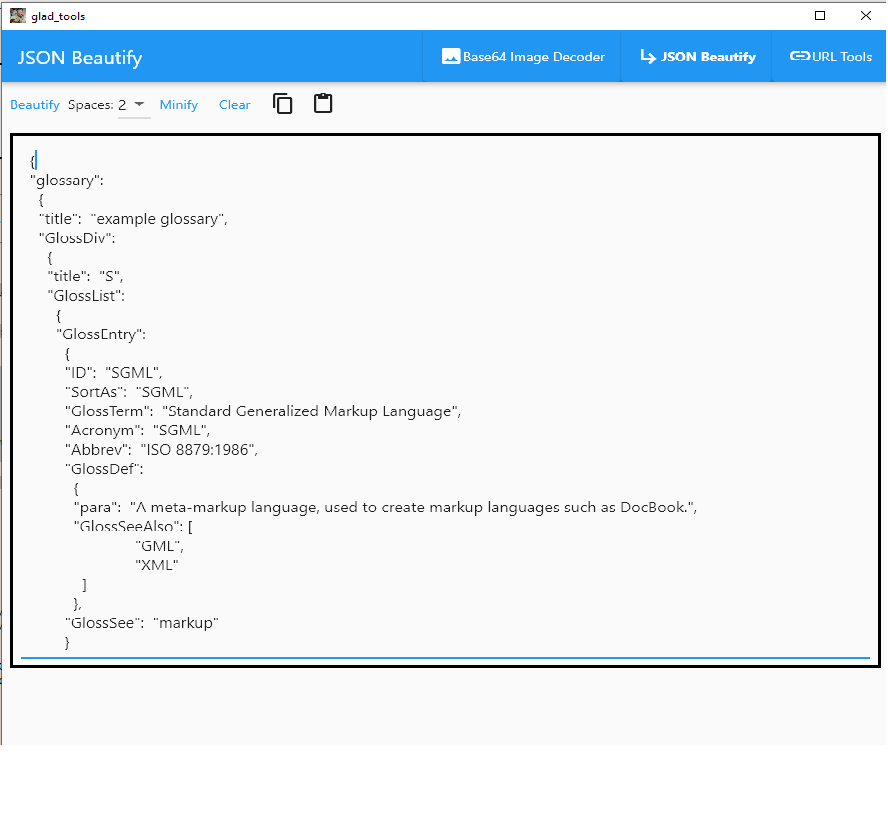 glad_tools
JSON Beautify
Base64 Image Decoder
JSON Beautify
URL Tools
Beautify Spaces: 2 Minify Clear
{
"glossary":
{
"title": "example glossary",
"GlossDiv":
{
"title": "S",
"GlossList":
{
"GlossEntry":
{
"ID": "SGML",
"SortAs": "SGML",
"GlossTerm": "Standard Generalized Markup Language",
"Acronym": "SGML",
"Abbrev": "ISO 8879:1986",
"GlossDef":
{
"para": "A meta-markup language, used to create markup languages such as DocBook.",
"GlossSeeAlso": [
"GML",
"XML"
]
},
"GlossSee": "markup"
}